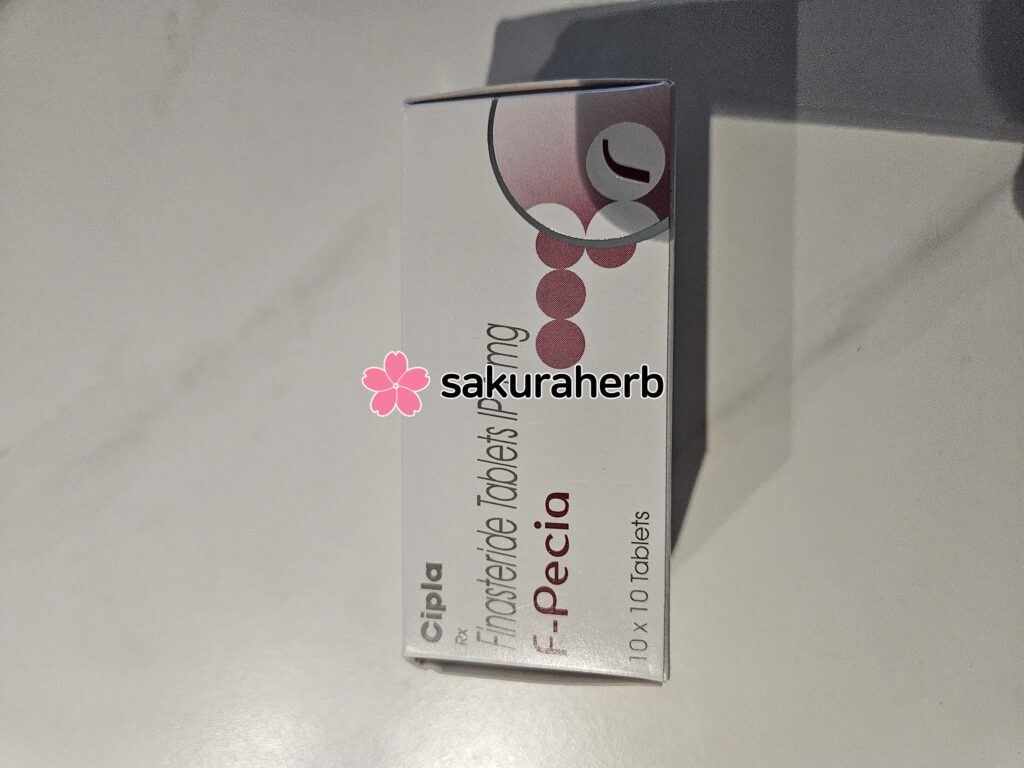 Cipla
Rx
Finasteride Tablets IP mg
F-Pecia
10 x 10 Tablets
sakuraherb